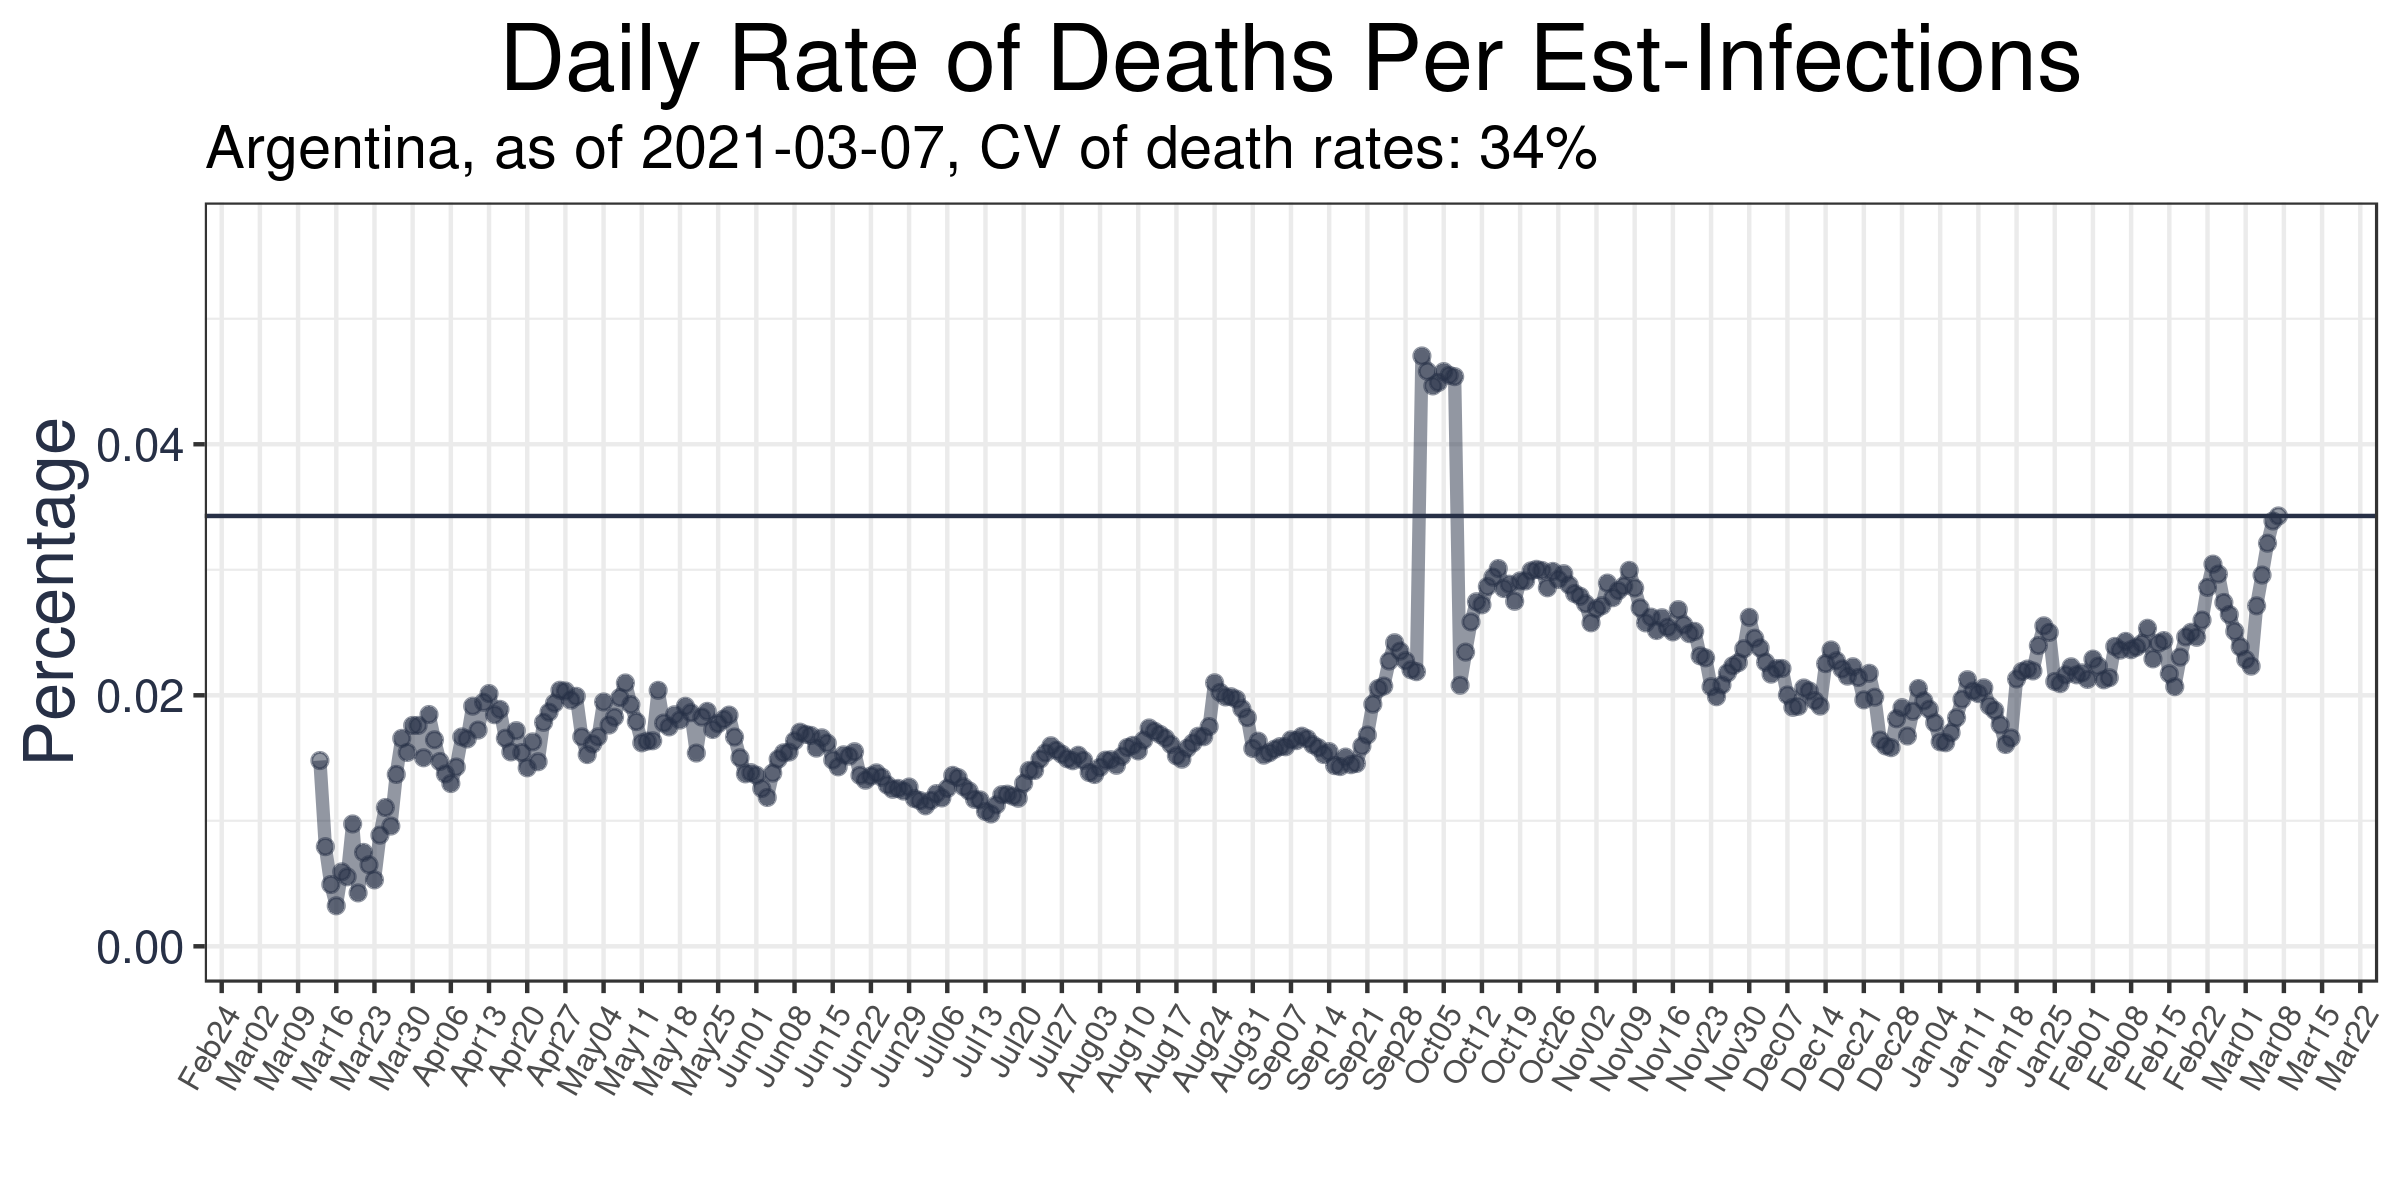 Daily Rate of Deaths Per Est-Infections
Argentina, as of 2021-03-07, CV of death rates: 34%
Percentage
0.04
0.02
0.00
Feb24
Mar02
Mar09
Mar16
Mar23
Mar30
Apr06
Apr13
Apr20
Apr27
May04
May11
May18
May25
Jun01
Jun08
Jun15
Jun22
Jun29
Jul06
Jul13
Jul20
Jul27
Aug03
Aug10
Aug17
Aug24
Aug31
Sep07
Sep14
Sep21
Sep28
Oct05
Oct12
Oct19
Oct26
Nov02
Nov09
Nov16
Nov23
Nov30
Dec07
Dec14
Dec21
Dec28
Jan04
Jan11
Jan18
Jan25
Feb01
Feb08
Feb15
Feb22
Mar01
Mar08
Mar15
Mar22